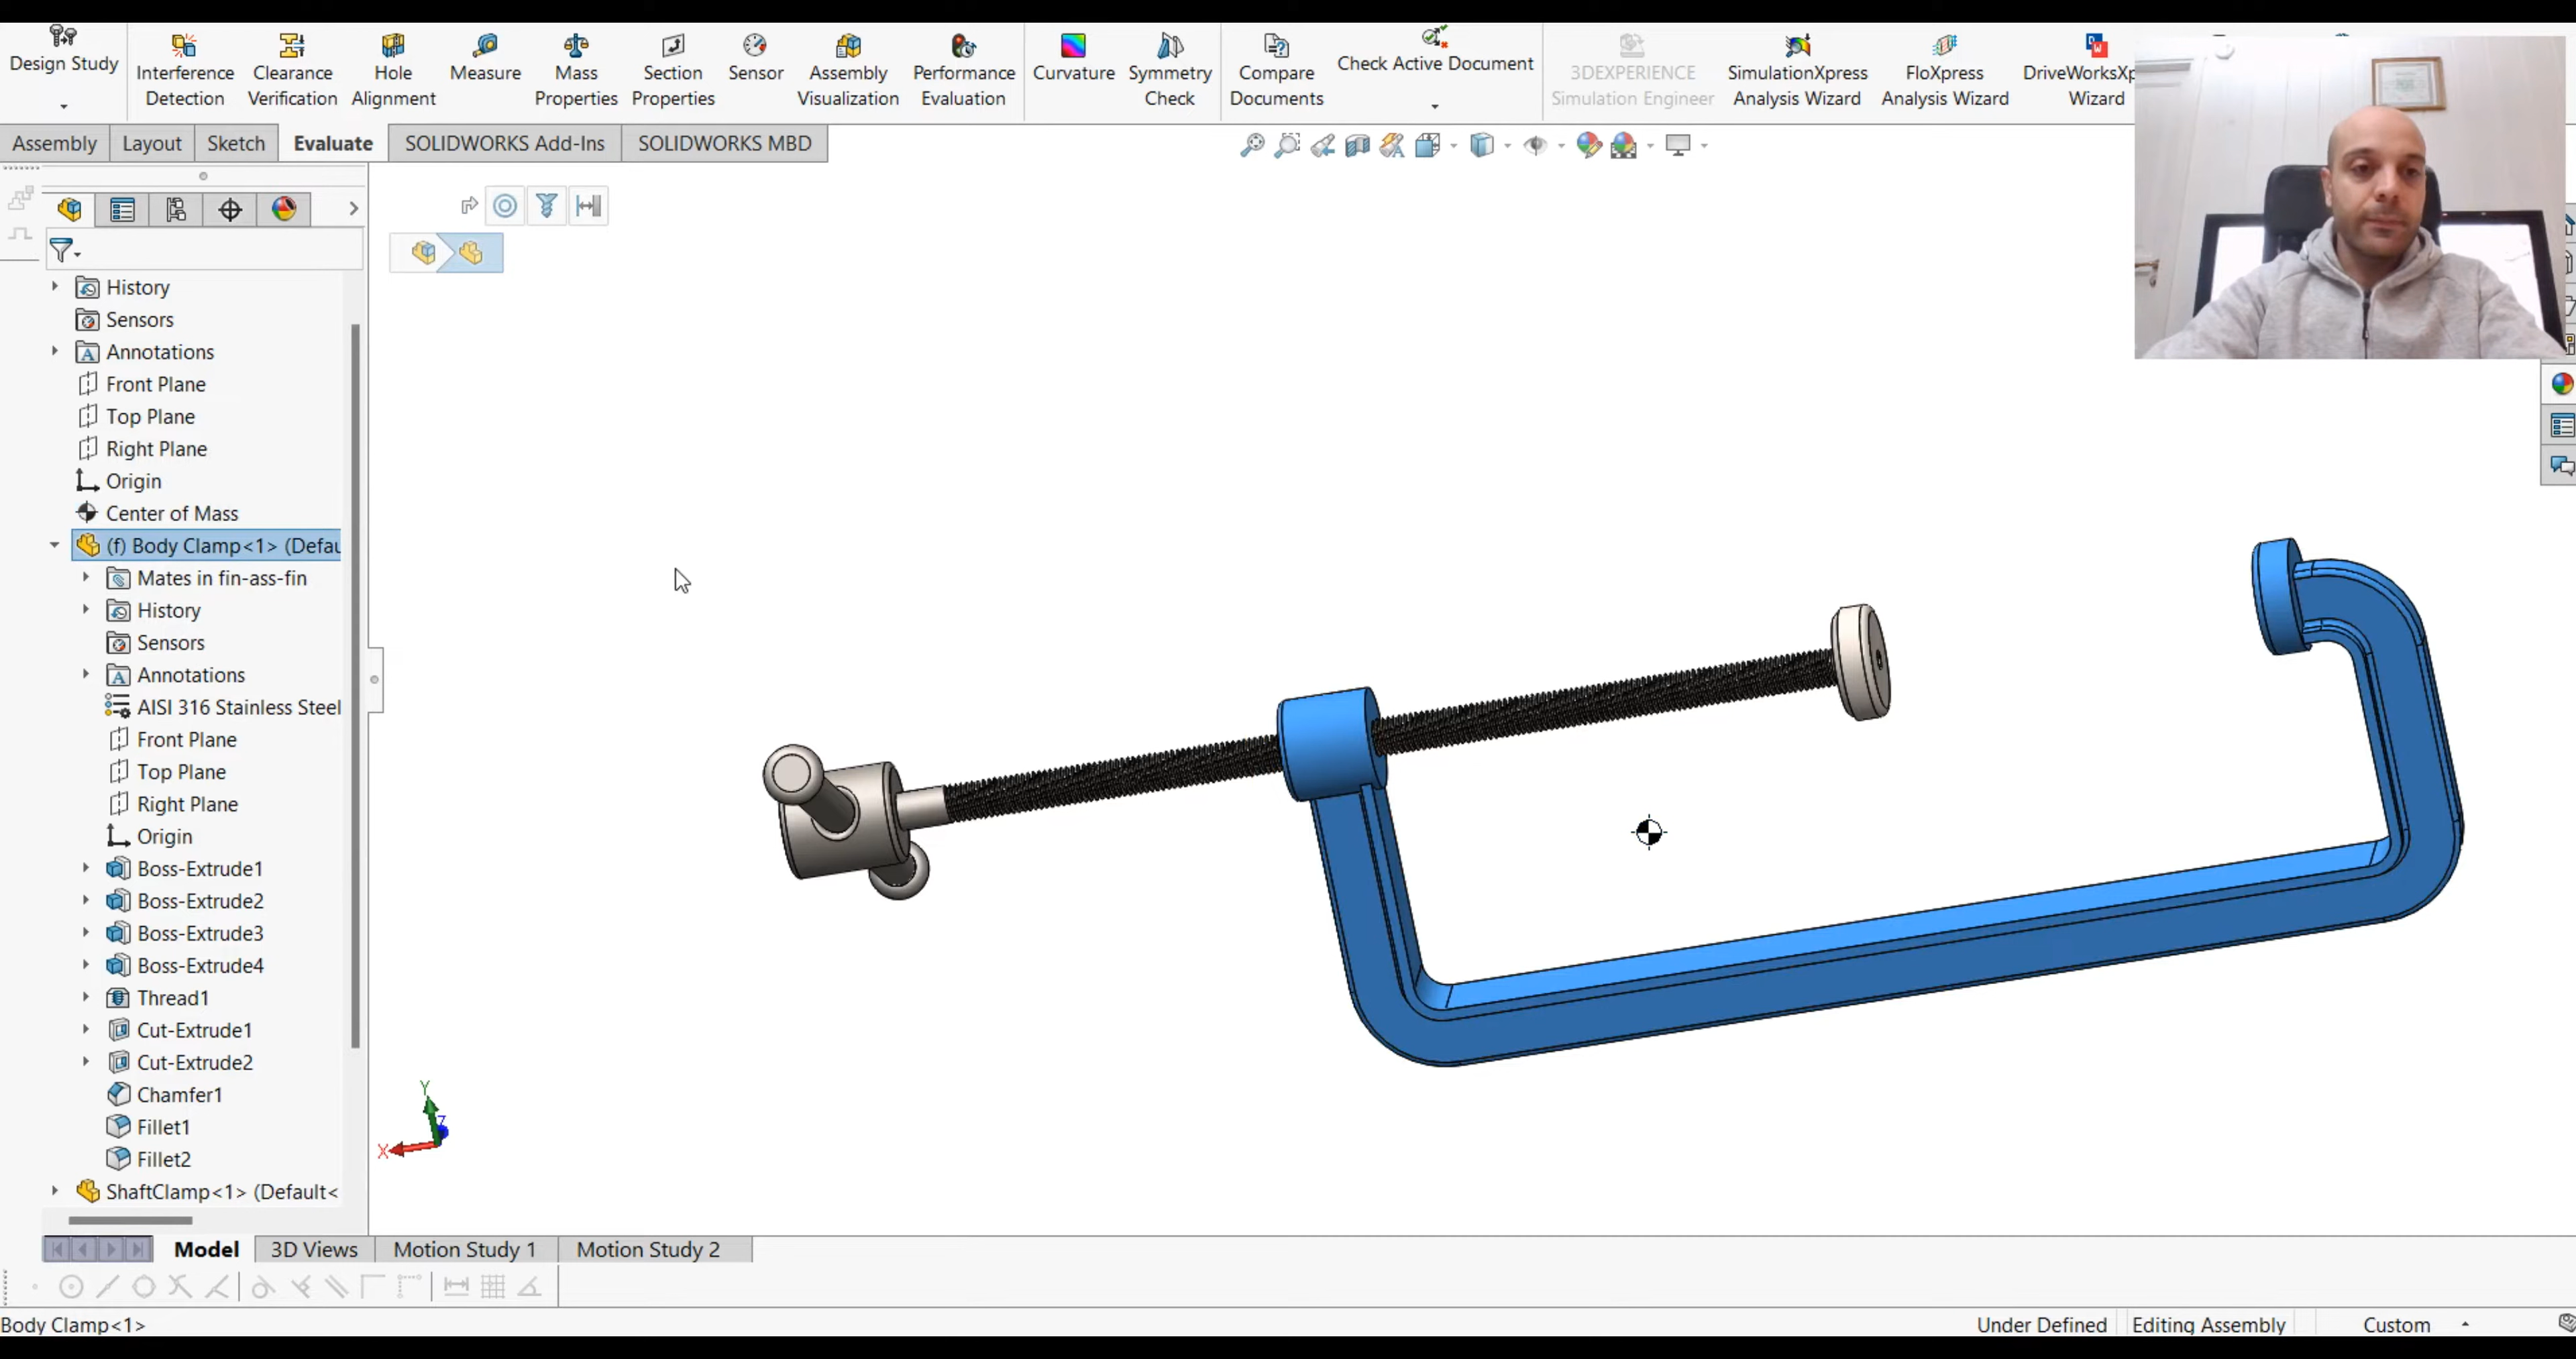 Design Study
Interference Detection
Clearance Verification
Hole Alignment
Measure
Mass Properties
Section Properties
Sensor
Assembly Visualization
Performance Evaluation
Curvature
Symmetry Check
Compare Documents
Check Active Document
3DEXPERIENCE Simulation Engineer
SimulationXpress Analysis Wizard
FloXpress Analysis Wizard
DriveWorksXp Wizard
Assembly
Layout
Sketch
Evaluate
SOLIDWORKS Add-Ins
SOLIDWORKS MBD
History
Sensors
Annotations
Front Plane
Top Plane
Right Plane
Origin
Center of Mass
(f) Body Clamp<1> (Defau
Mates in fin-ass-fin
History
Sensors
Annotations
AISI 316 Stainless Steel
Front Plane
Top Plane
Right Plane
Origin
Boss-Extrude1
Boss-Extrude2
Boss-Extrude3
Boss-Extrude4
Thread1
Cut-Extrude1
Cut-Extrude2
Chamfer1
Fillet1
Fillet2
ShaftClamp<1> (Default<
Y
Z
X
Model
3D Views
Motion Study 1
Motion Study 2
Body Clamp<1>
Under Defined
Editing Assembly
Custom